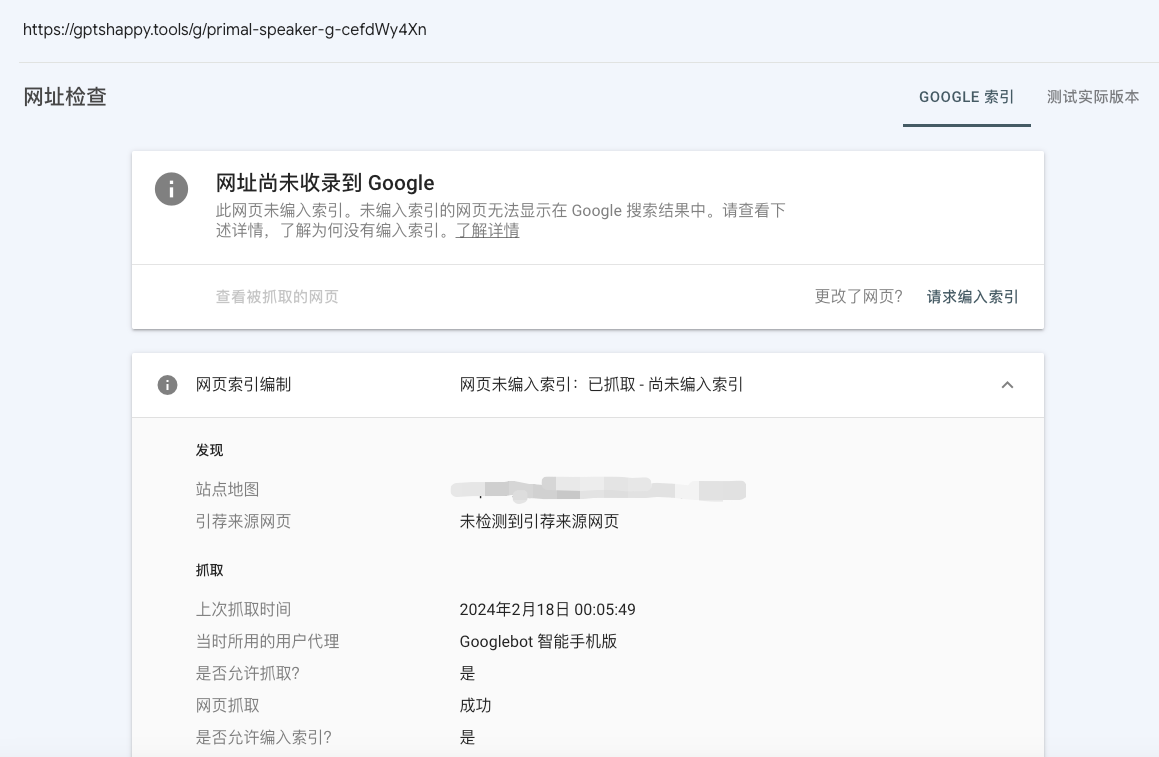 https://gptshappy.tools/g/primal-speaker-g-cefdWy4Xn
网址检查
GOOGLE 索引
测试实际版本
网址尚未收录到 Google
此网页未编入索引。未编入索引的网页无法显示在 Google 搜索结果中。请查看下
述详情，了解为何没有编入索引。了解详情
查看被抓取的网页
更改了网页?
请求编入索引
网页索引编制
网页未编入索引：已抓取 - 尚未编入索引
发现
站点地图
引荐来源网页
未检测到引荐来源网页
抓取
上次抓取时间
2024年2月18日 00:05:49
当时所用的用户代理
Googlebot 智能手机版
是否允许抓取?
是
网页抓取
成功
是否允许编入索引?
是